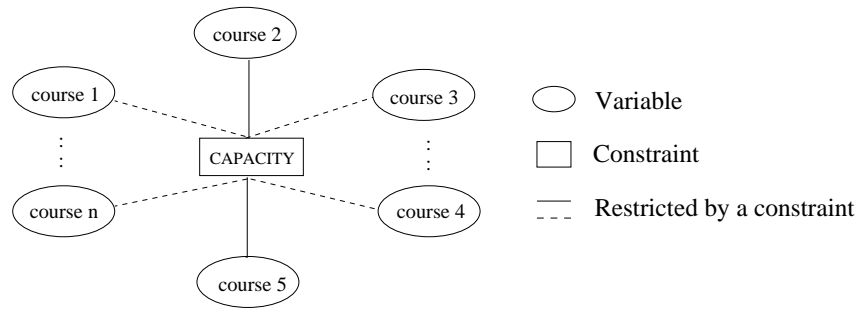 course 2
course 1
course 3
CAPACITY
course n
course 4
course 5
Variable
Constraint
Restricted by a constraint